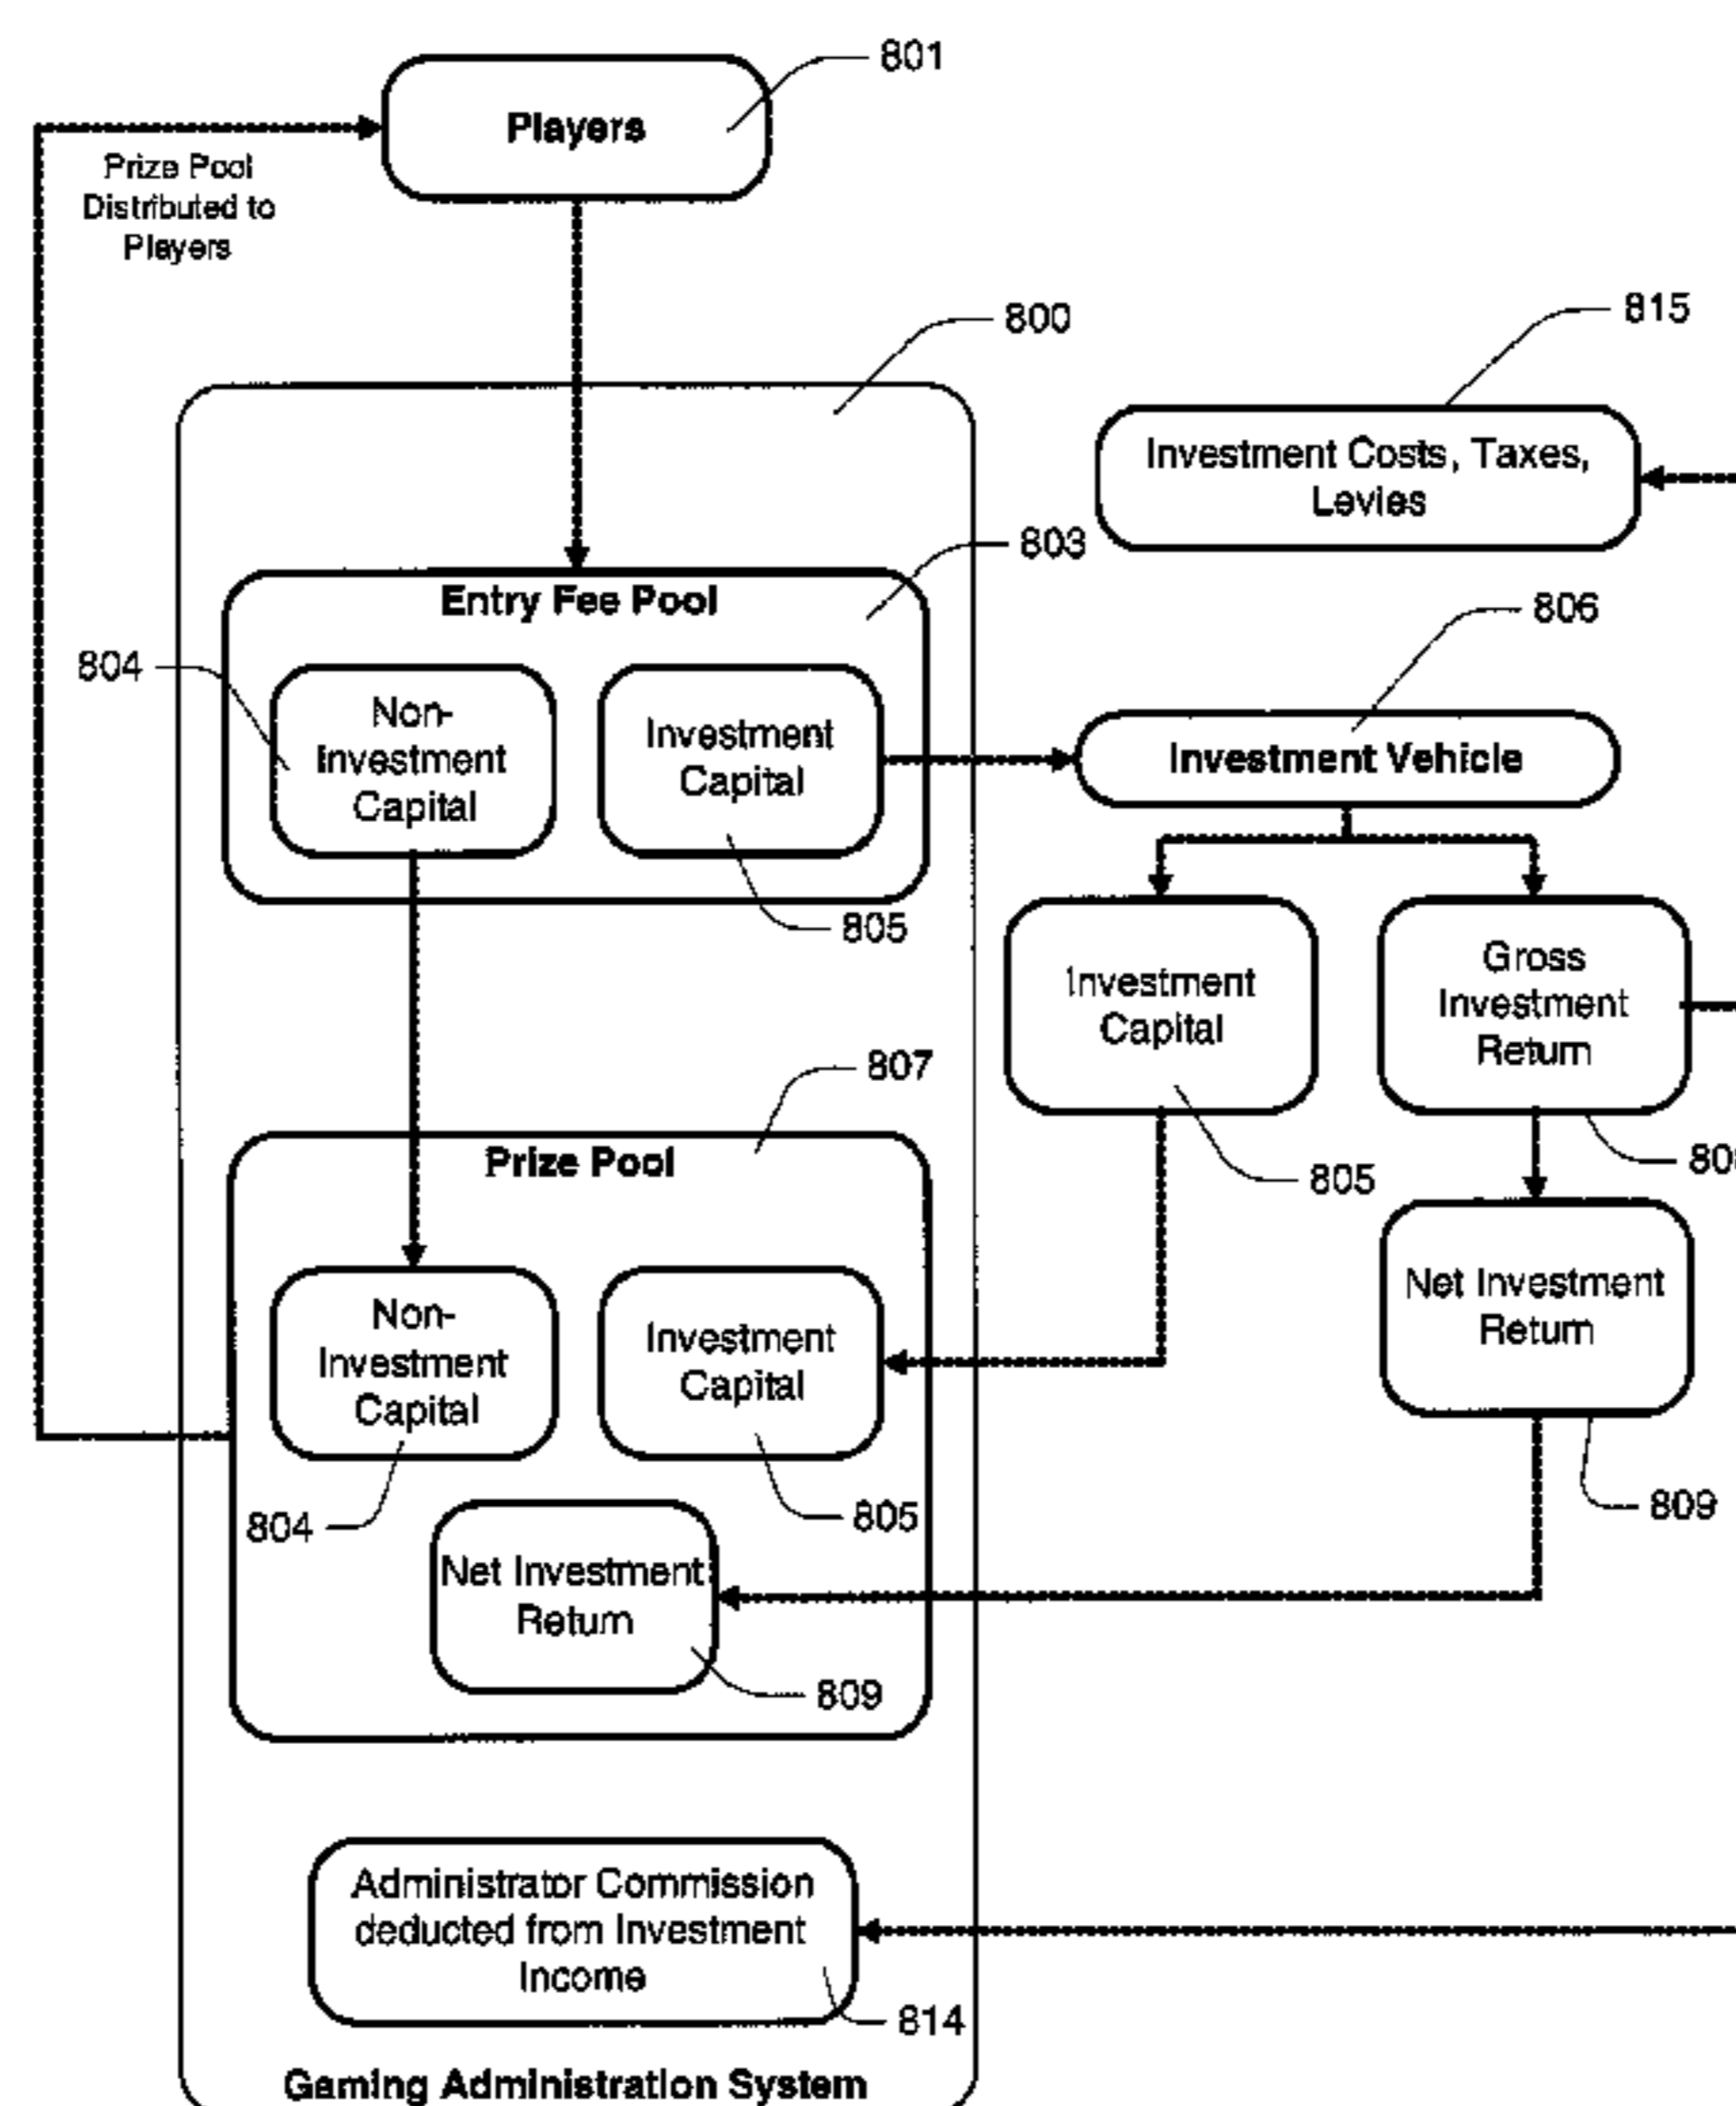 801
Players
Prize Pool
Distributed to
Players
800
815
Investment Costs, Taxes,
Levies
803
Entry Fee Pool
806
804
Non-
Investment
Capital
Investment
Capital
Investment Vehicle
805
Investment
Capital
Gross
Investment
Return
807
Prize Pool
805
Non-
Investment
Capital
Investment
Capital
Net Investment
Return
804
805
809
Net Investment
Return
809
Administrator Commission
deducted from Investment
Income
814
Gaming Administration System